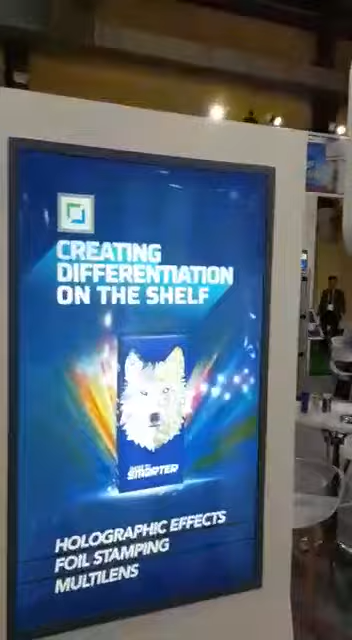 CREATING
DIFFERENTIATION
ON THE SHELF
SMARTER
HOLOGRAPHIC EFFECTS
FOIL STAMPING
MULTILENS